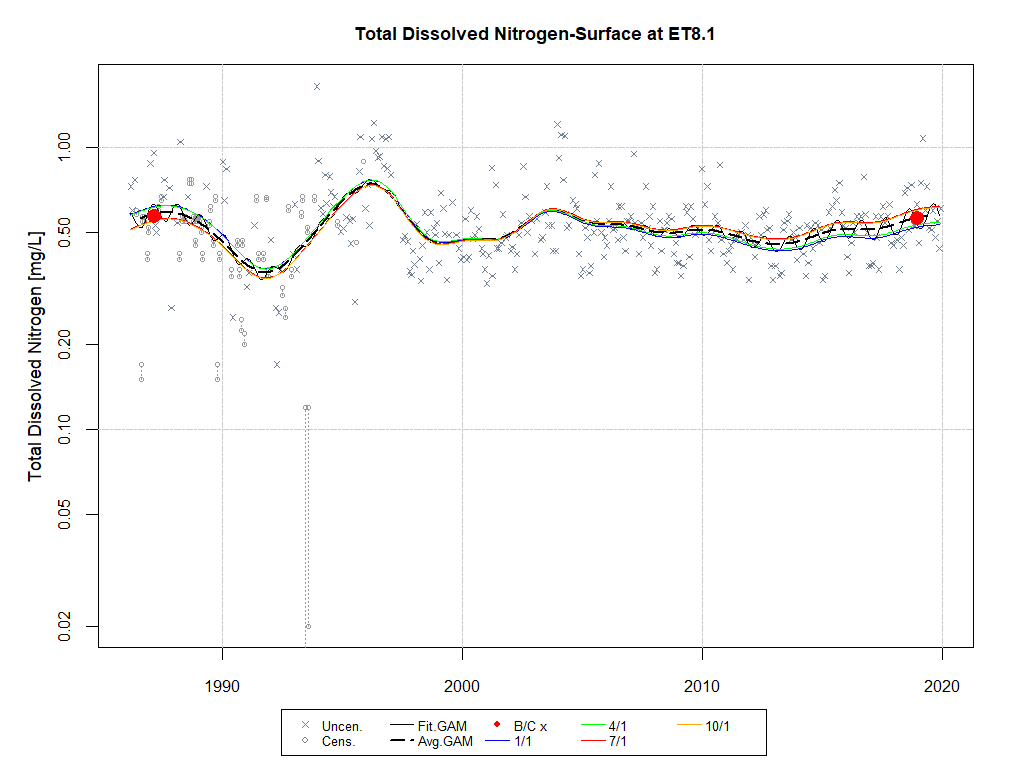 Total Dissolved Nitrogen-Surface at ET8.1
Total Dissolved Nitrogen [mg/L]
1.00
0.50
0.20
0.10
0.05
0.02
1990 2000 2010 2020
Uncen. Fit.GAM B/C x 4/1 10/1
Cens. Avg.GAM 1/1 7/1